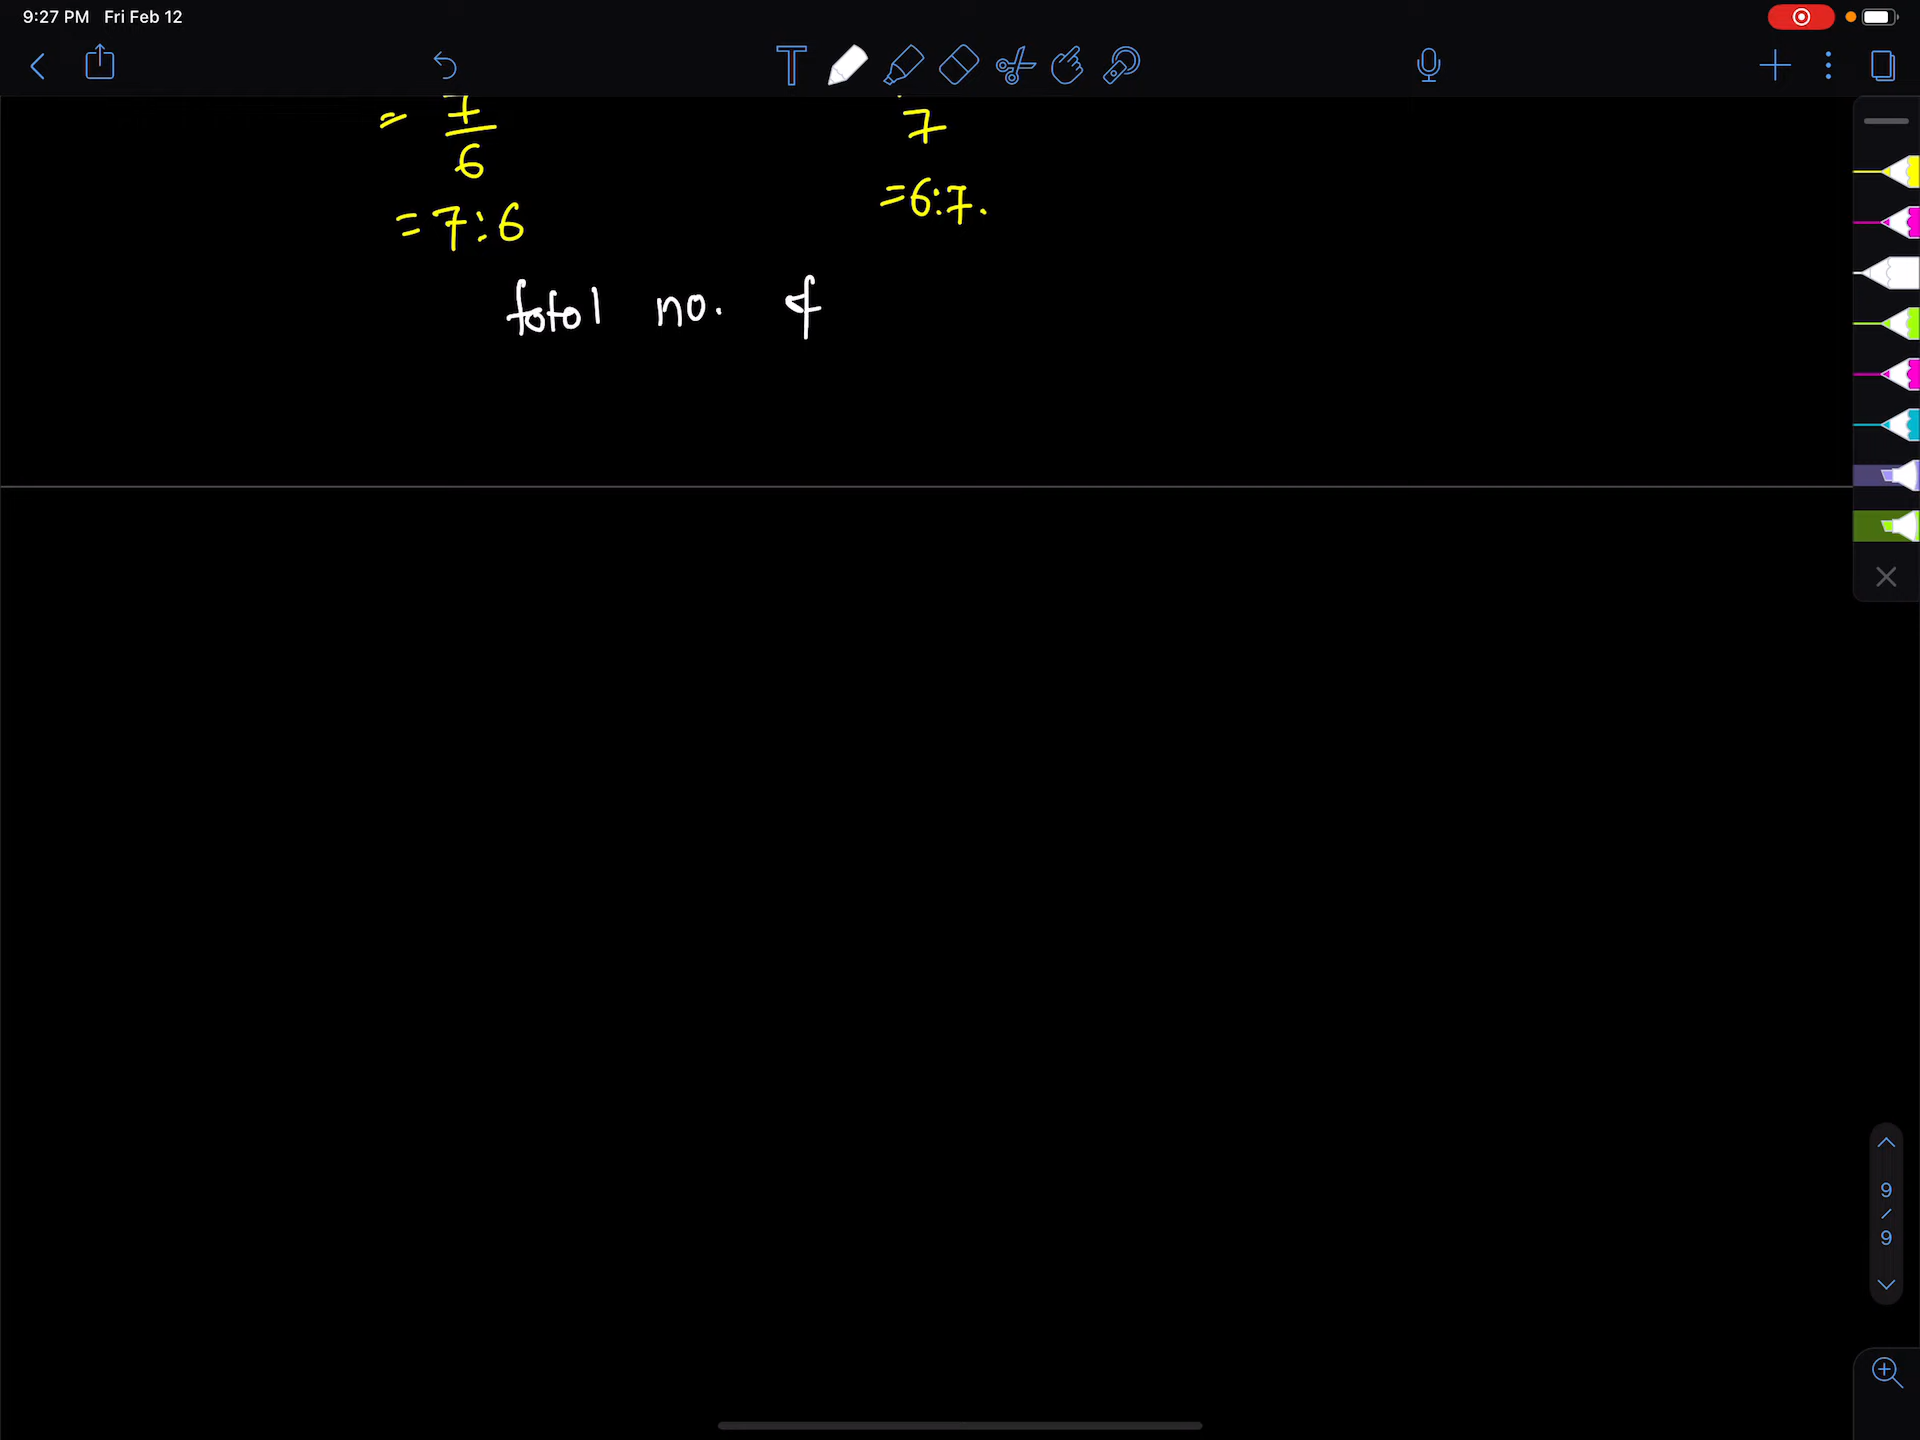 9:27 PM Fri Feb 12
T
= 7/6
7
= 7:6
=6:7.
total no. of
9
/
9